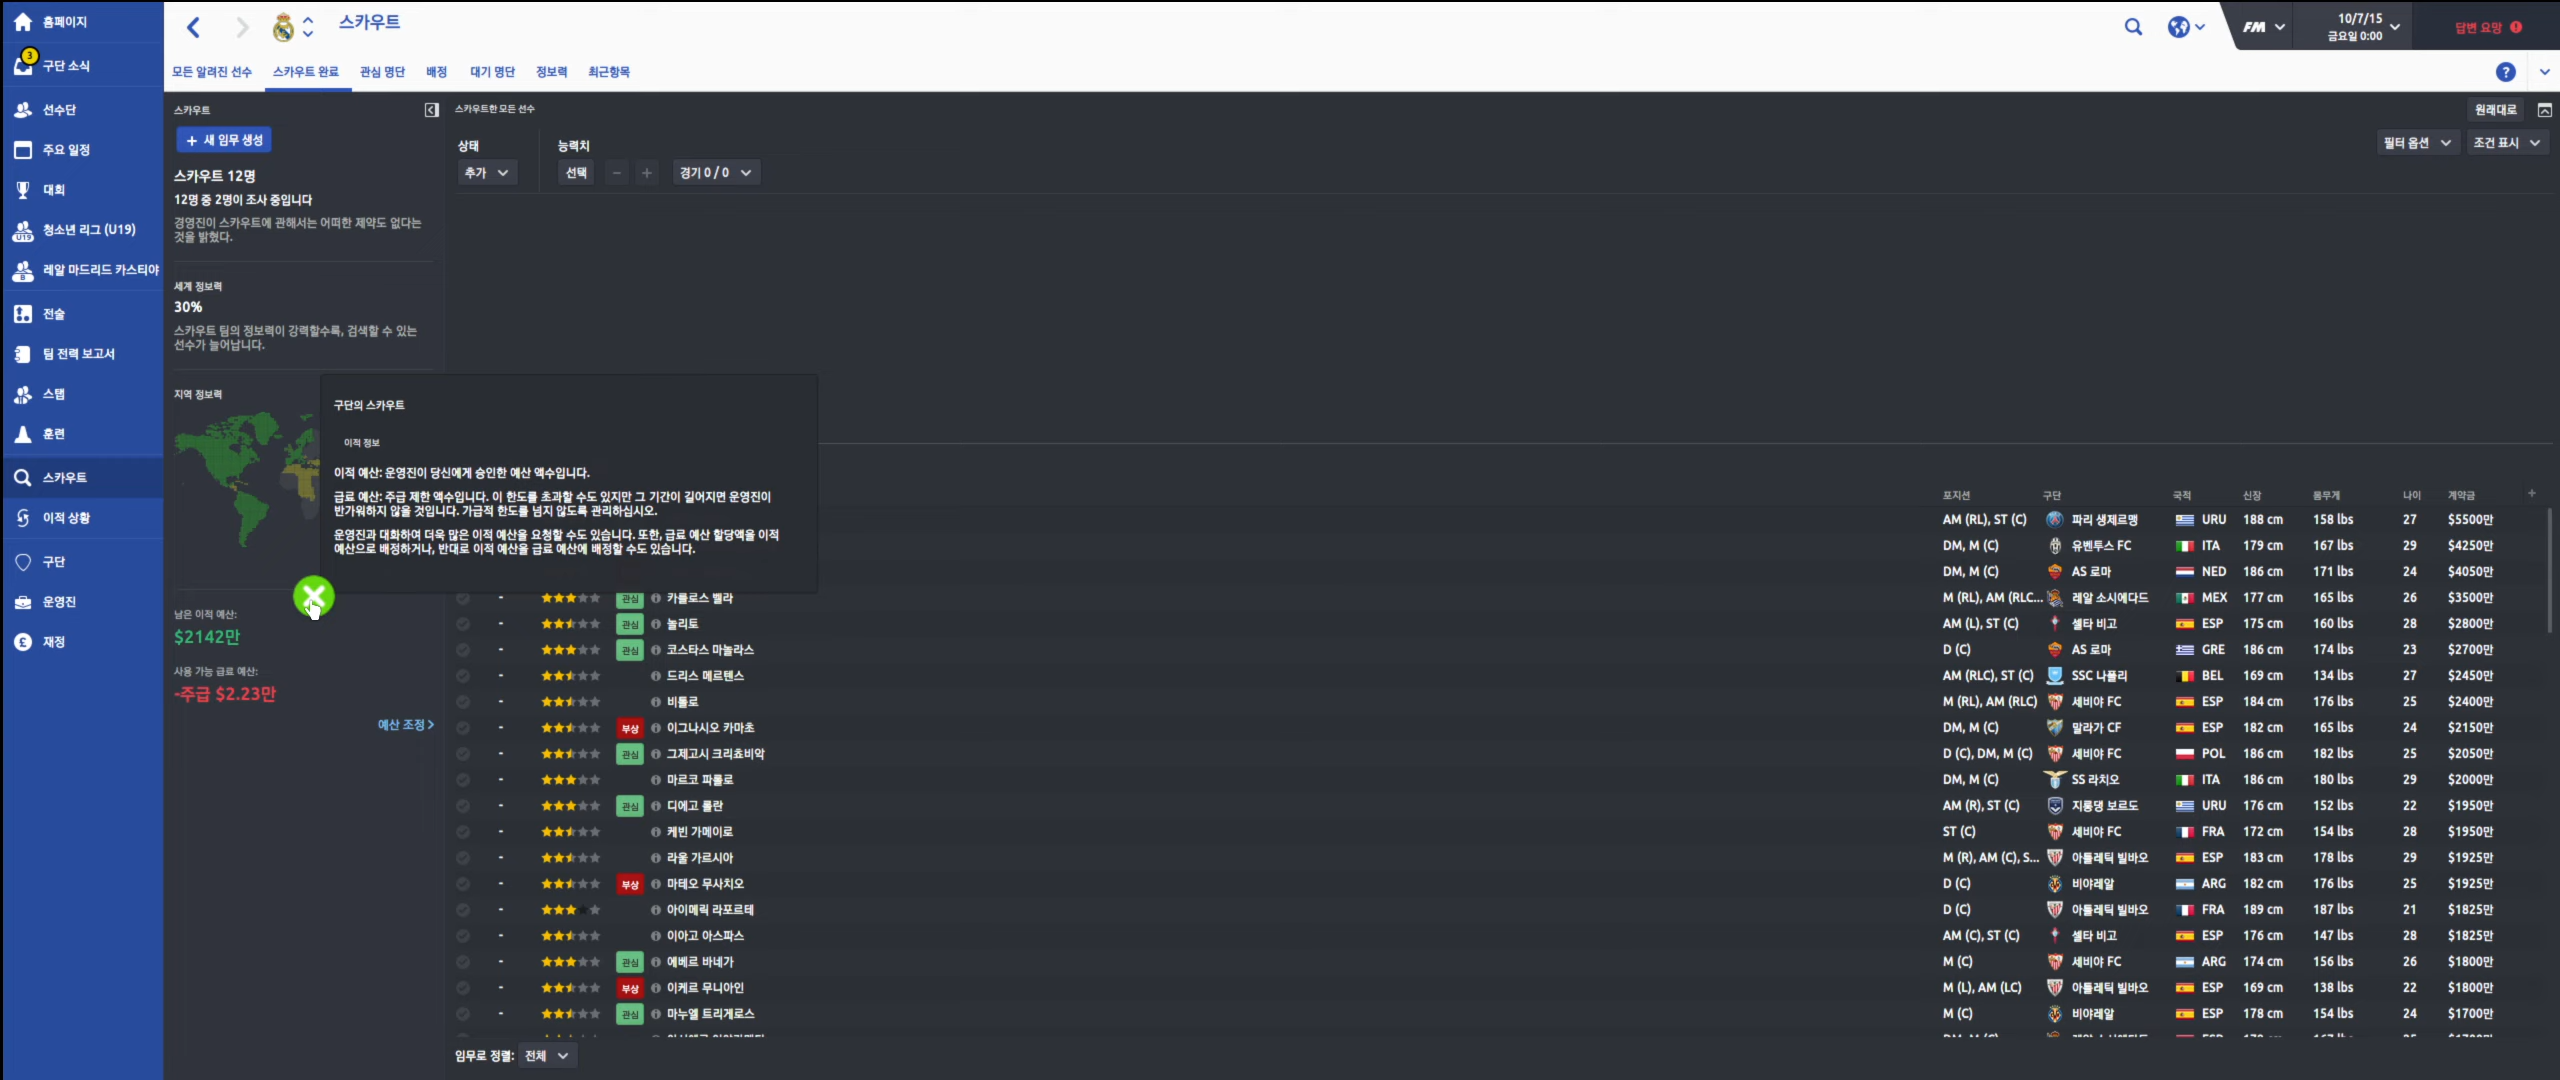 홈페이지
3
구단 소식
선수단
주요 일정
대회
U19
청소년 리그 (U19)
B
레알 마드리드 카스티야
전술
팀 전력 보고서
스탭
훈련
스카우트
이적 상황
구단
운영진
재정
스카우트
FM
10/7/15
금요일 0:00
답변 요망
모든 알려진 선수 스카우트 완료 관심 명단 배정 대기 명단 정보력 최근항목
스카우트
+ 새 임무 생성
스카우트 12명
12명 중 2명이 조사 중입니다
경영진이 스카우트에 관해서는 어떠한 제약도 없다는
것을 밝혔다.
세계 정보력
30%
스카우트 팀의 정보력이 강력할수록, 검색할 수 있는
선수가 늘어납니다.
지역 정보력
남은 이적 예산:
$2142만
사용 가능 급료 예산:
-주급 $2.23만
예산 조정 >
구단의 스카우트
이적 정보
이적 예산: 운영진이 당신에게 승인한 예산 액수입니다.
급료 예산: 주급 제한 액수입니다. 이 한도를 초과할 수도 있지만 그 기간이 길어지면 운영진이
반가워하지 않을 것입니다. 가급적 한도를 넘지 않도록 관리하십시오.
운영진과 대화하여 더욱 많은 이적 예산을 요청할 수도 있습니다. 또한, 급료 예산 할당액을 이적
예산으로 배정하거나, 반대로 이적 예산을 급료 예산에 배정할 수도 있습니다.
스카우트한 모든 선수
원래대로
상태 능력치
필터 옵션 조건 표시
추가 선택 - + 경기 0 / 0
포지션 구단 국적 신장 몸무게 나이 계약금 +
AM (RL), ST (C) 파리 생제르맹 URU 188 cm 158 lbs 27 $5500만
DM, M (C) 유벤투스 FC ITA 179 cm 167 lbs 29 $4250만
DM, M (C) AS 로마 NED 186 cm 171 lbs 24 $4050만
- 관심 카를로스 벨라 M (RL), AM (RLC... 레알 소시에다드 MEX 177 cm 165 lbs 26 $3500만
- 관심 놀리토 AM (L), ST (C) 셀타 비고 ESP 175 cm 160 lbs 28 $2800만
- 관심 코스타스 마놀라스 D (C) AS 로마 GRE 186 cm 174 lbs 23 $2700만
- 드리스 메르텐스 AM (RLC), ST (C) SSC 나폴리 BEL 169 cm 134 lbs 27 $2450만
- 비톨로 M (RL), AM (RLC) 세비야 FC ESP 184 cm 176 lbs 25 $2400만
- 부상 이그나시오 카마초 DM, M (C) 말라가 CF ESP 182 cm 165 lbs 24 $2150만
- 관심 그제고시 크리호비악 D (C), DM, M (C) 세비야 FC POL 186 cm 182 lbs 25 $2050만
- 마르코 파롤로 DM, M (C) SS 라치오 ITA 186 cm 180 lbs 29 $2000만
- 관심 디에고 롤란 AM (R), ST (C) 지롱댕 보르도 URU 176 cm 152 lbs 22 $1950만
- 케빈 가메이로 ST (C) 세비야 FC FRA 172 cm 154 lbs 28 $1950만
- 라울 가르시아 M (R), AM (C), S... 아틀레틱 빌바오 ESP 183 cm 178 lbs 29 $1925만
- 부상 마테오 무사치오 D (C) 비야레알 ARG 182 cm 176 lbs 25 $1925만
- 아이메릭 라포르테 D (C) 아틀레틱 빌바오 FRA 189 cm 187 lbs 21 $1825만
- 이아고 아스파스 AM (C), ST (C) 셀타 비고 ESP 176 cm 147 lbs 28 $1825만
- 관심 에베르 바네가 M (C) 세비야 FC ARG 174 cm 156 lbs 26 $1800만
- 부상 이케르 무니아인 M (L), AM (LC) 아틀레틱 빌바오 ESP 169 cm 138 lbs 22 $1800만
- 관심 마누엘 트리게로스 M (C) 비야레알 ESP 178 cm 154 lbs 24 $1700만
임무로 정렬: 전체